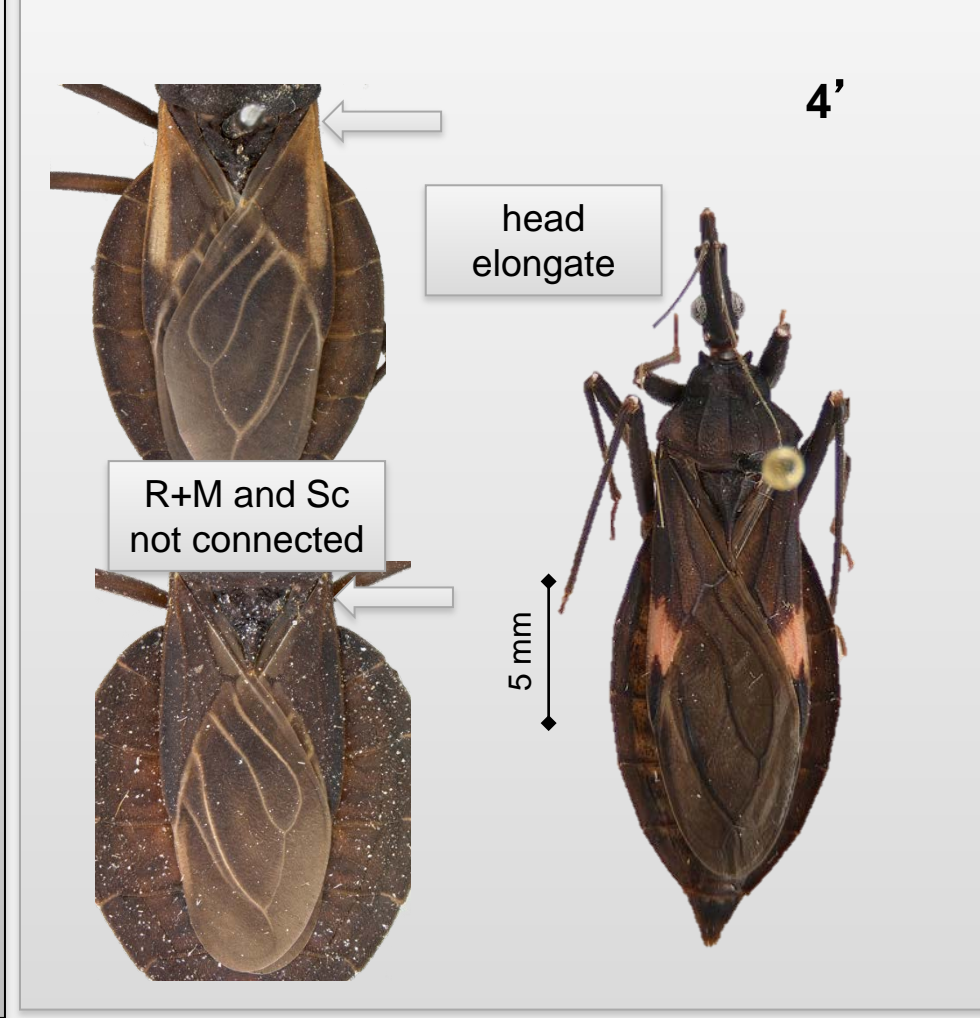 4’
head
elongate
R+M and Sc
not connected
5 mm